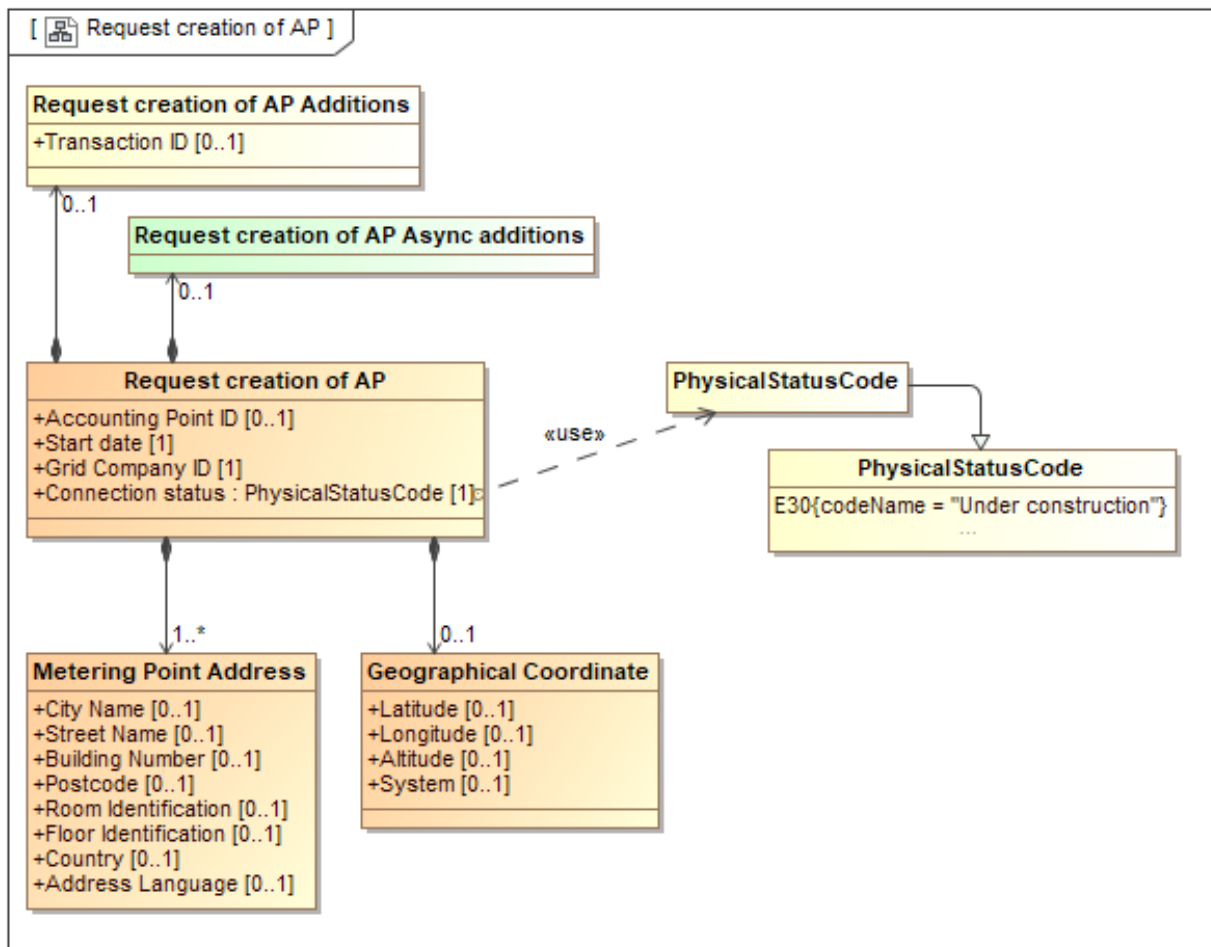 [ Request creation of AP ]
Request creation of AP Additions
+Transaction ID [0..1]
0..1
Request creation of AP Async additions
0..1
Request creation of AP
+Accounting Point ID [0..1]
+Start date [1]
+Grid Company ID [1]
+Connection status : PhysicalStatusCode [1]
«use»
PhysicalStatusCode
PhysicalStatusCode
E30{codeName = "Under construction"}
...
1..*
0..1
Metering Point Address
+City Name [0..1]
+Street Name [0..1]
+Building Number [0..1]
+Postcode [0..1]
+Room Identification [0..1]
+Floor Identification [0..1]
+Country [0..1]
+Address Language [0..1]
Geographical Coordinate
+Latitude [0..1]
+Longitude [0..1]
+Altitude [0..1]
+System [0..1]